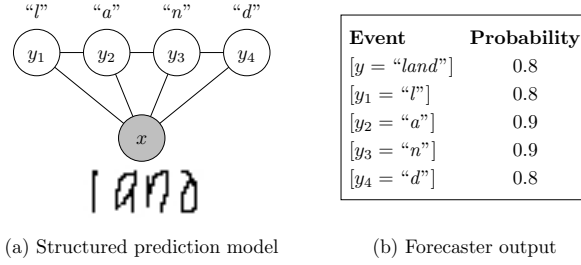 “l” “a” “n” “d”
y1 y2 y3 y4
x
land
(a) Structured prediction model
Event Probability
[y = “land”] 0.8
[y1 = “l”] 0.8
[y2 = “a”] 0.9
[y3 = “n”] 0.9
[y4 = “d”] 0.8
(b) Forecaster output